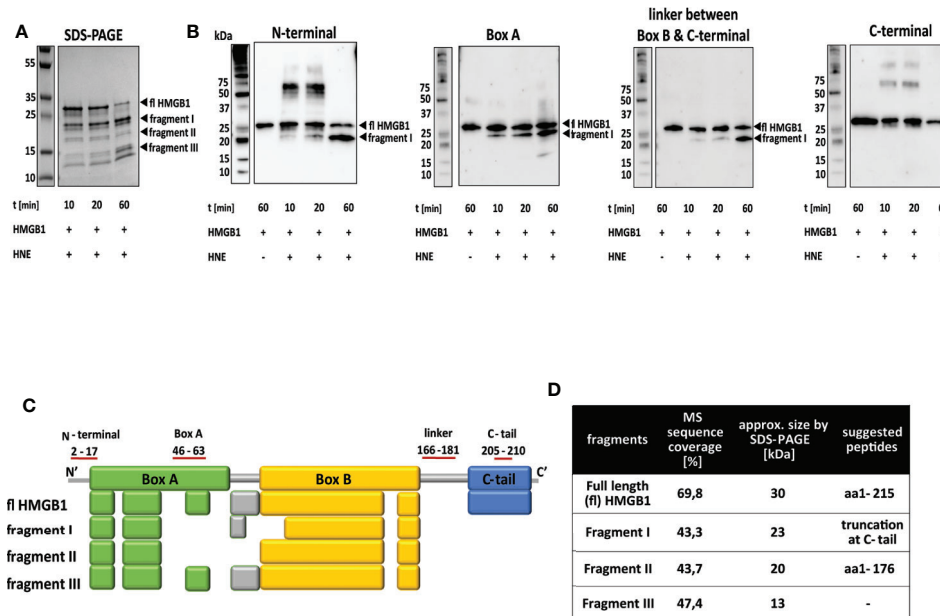 A
SDS-PAGE
55
35
25
15
10
fl HMGB1
fragment I
fragment II
fragment III
t [min] 10 20 60
HMGB1 + + +
HNE + + +
B
kDa
N-terminal
75
50
37
25
20
15
10
fl HMGB1
fragment I
t [min] 60 10 20 60
HMGB1 + + + +
HNE - + + +
Box A
75
50
37
25
20
15
10
fl HMGB1
fragment I
60 10 20 60
HMGB1 + + + +
HNE - + + +
linker between
Box B & C-terminal
75
50
37
25
20
15
10
fl HMGB1
fragment I
60 10 20 60
HMGB1 + + + +
HNE - + + +
C-terminal
75
50
37
25
20
15
10
t [min] 60 10 20 60
HMGB1 + + +
HNE - + +
C
N - terminal
2 - 17
Box A
46 - 63
linker
166 -181
C- tail
205 -210
N' Box A Box B C-tail C'
fl HMGB1
fragment I
fragment II
fragment III
D
fragments MS sequence coverage [%] approx. size by SDS-PAGE [kDa] suggested peptides
Full length (fl) HMGB1 69,8 30 aa1- 215
Fragment I 43,3 23 truncation at C- tail
Fragment II 43,7 20 aa1- 176
Fragment III 47,4 13 -